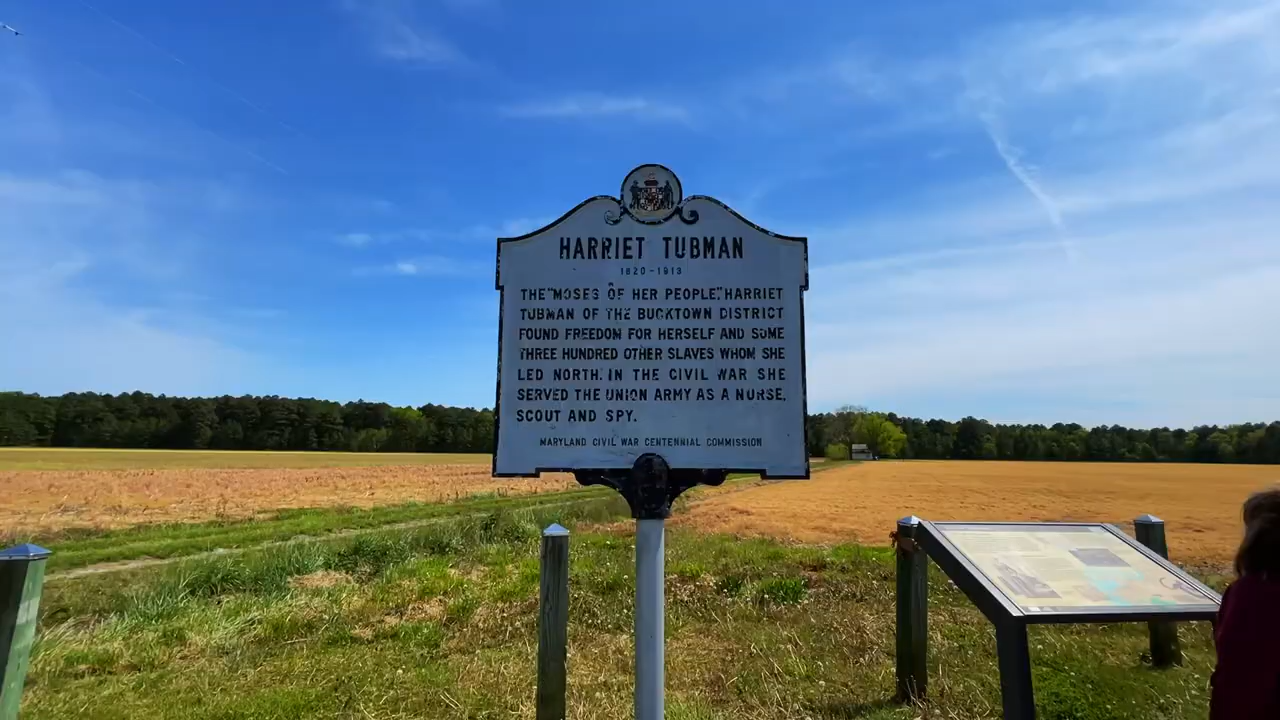 HARRIET TUBMAN
1820-1913
THE "MOSES OF HER PEOPLE," HARRIET
TUBMAN OF THE BUCKTOWN DISTRICT
FOUND FREEDOM FOR HERSELF AND SOME
THREE HUNDRED OTHER SLAVES WHOM SHE
LED NORTH. IN THE CIVIL WAR SHE
SERVED THE UNION ARMY AS A NURSE,
SCOUT AND SPY.
MARYLAND CIVIL WAR CENTENNIAL COMMISSION